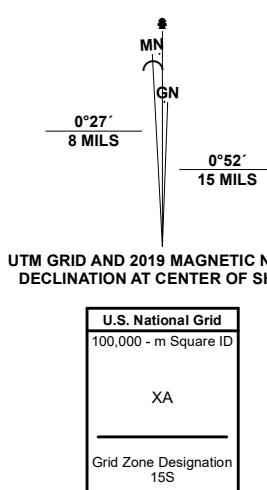 MN
GN
0°27´
8 MILS
0°52´
15 MILS
UTM GRID AND 2019 MAGNETIC N
DECLINATION AT CENTER OF SH
U.S. National Grid
100,000 - m Square ID
XA
Grid Zone Designation
15S